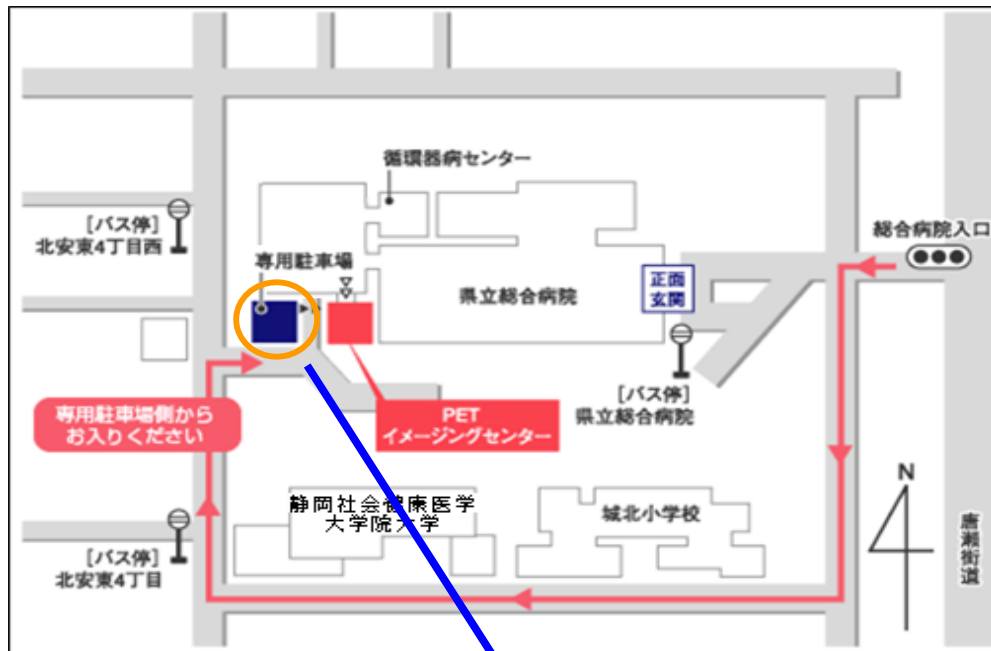 循環器病センター
[バス停]
北安東4丁目西
総合病院入口
専用駐車場
正面
玄関
県立総合病院
[バス停]
県立総合病院
専用駐車場側から
お入りください
PET
イメージングセンター
N
静岡社会健康医学
大学院大学
城北小学校
唐瀬街道
[バス停]
北安東4丁目